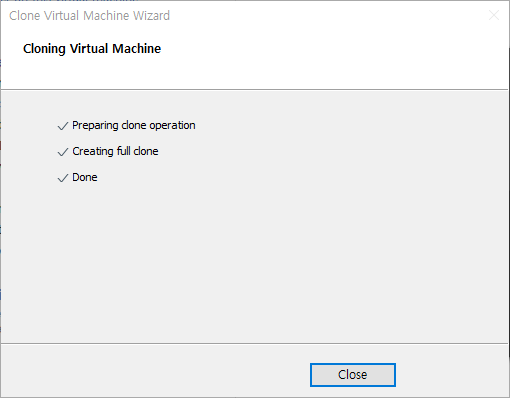 Clone Virtual Machine Wizard
Cloning Virtual Machine
Preparing clone operation
Creating full clone
Done
Close